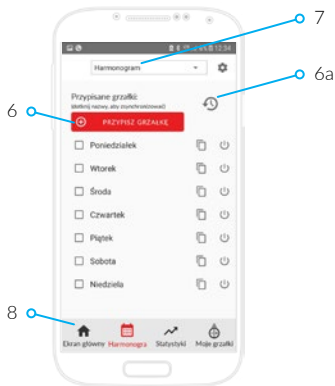 7
12:34
Harmonogram
6a
Przypisane grzałki:
(dotknij nazwy, aby zsynchronizować)
6
PRZYPISZ GRZAŁKĘ
Poniedziałek
Wtorek
Środa
Czwartek
Piątek
Sobota
Niedziela
8
Ekran główny Harmonogra Statystyki Moje grzałki